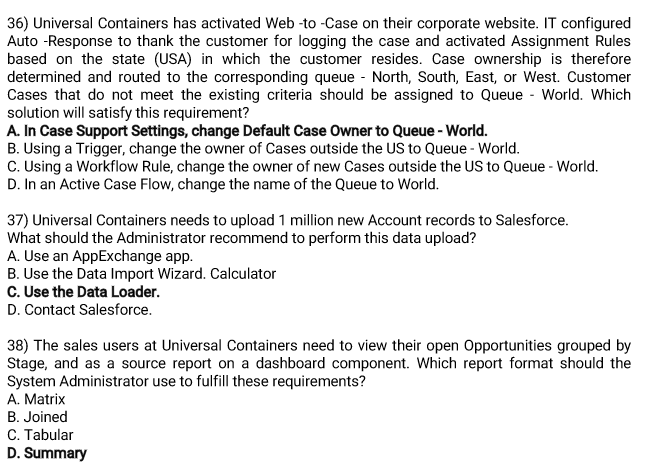 36) Universal Containers has activated Web -to -Case on their corporate website. IT configured
Auto -Response to thank the customer for logging the case and activated Assignment Rules
based on the state (USA) in which the customer resides. Case ownership is therefore
determined and routed to the corresponding queue - North, South, East, or West. Customer
Cases that do not meet the existing criteria should be assigned to Queue - World. Which
solution will satisfy this requirement?
A. In Case Support Settings, change Default Case Owner to Queue - World.
B. Using a Trigger, change the owner of Cases outside the US to Queue - World.
C. Using a Workflow Rule, change the owner of new Cases outside the US to Queue - World.
D. In an Active Case Flow, change the name of the Queue to World.
37) Universal Containers needs to upload 1 million new Account records to Salesforce.
What should the Administrator recommend to perform this data upload?
A. Use an AppExchange app.
B. Use the Data Import Wizard. Calculator
C. Use the Data Loader.
D. Contact Salesforce.
38) The sales users at Universal Containers need to view their open Opportunities grouped by
Stage, and as a source report on a dashboard component. Which report format should the
System Administrator use to fulfill these requirements?
A. Matrix
B. Joined
C. Tabular
D. Summary